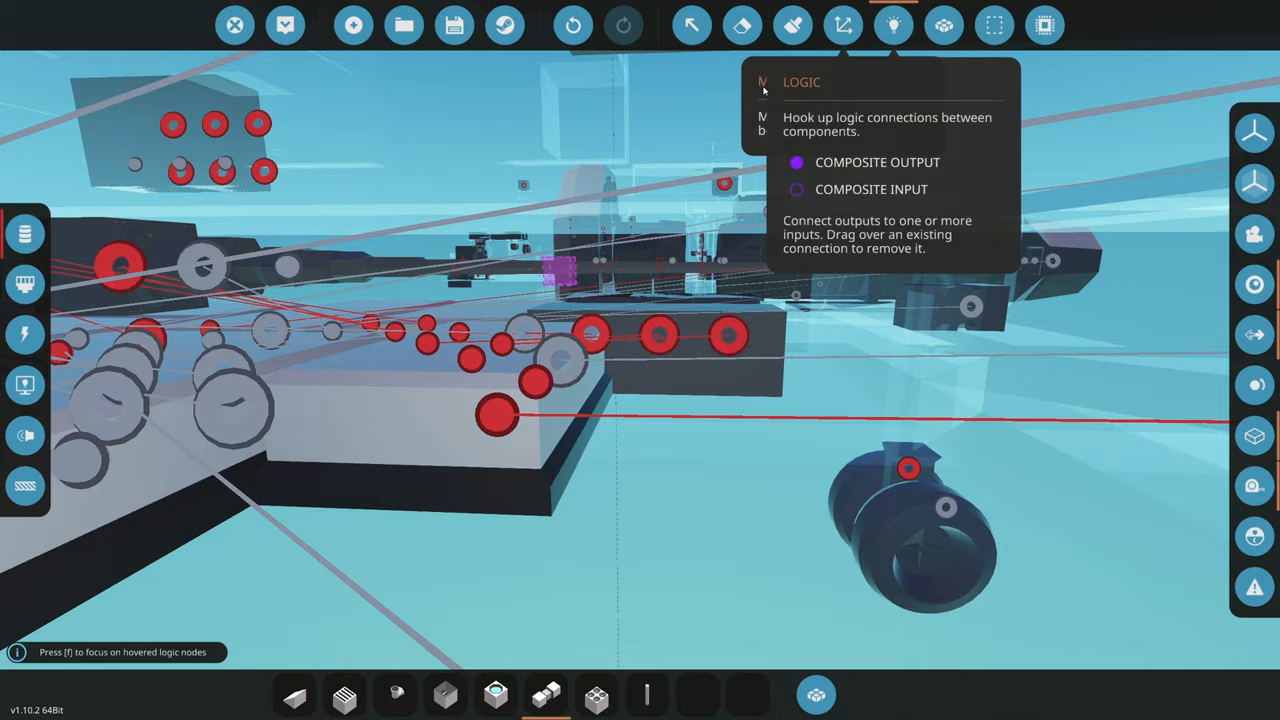 M
LOGIC
M
b
Hook up logic connections between
components.
COMPOSITE OUTPUT
COMPOSITE INPUT
Connect outputs to one or more
inputs. Drag over an existing
connection to remove it.
Press [f] to focus on hovered logic nodes
v1.10.2 64Bit